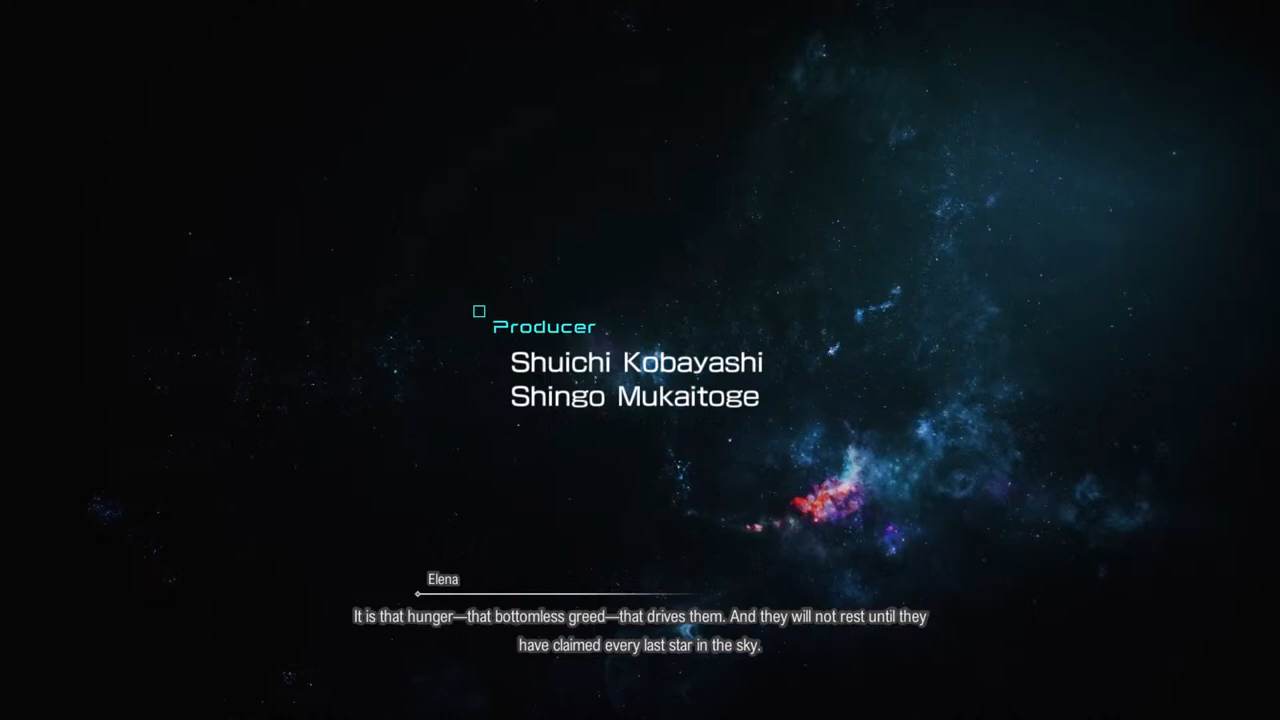 Producer
Shuichi Kobayashi
Shingo Mukaitoge
Elena
It is that hunger—that bottomless greed—that drives them. And they will not rest until they
have claimed every last star in the sky.